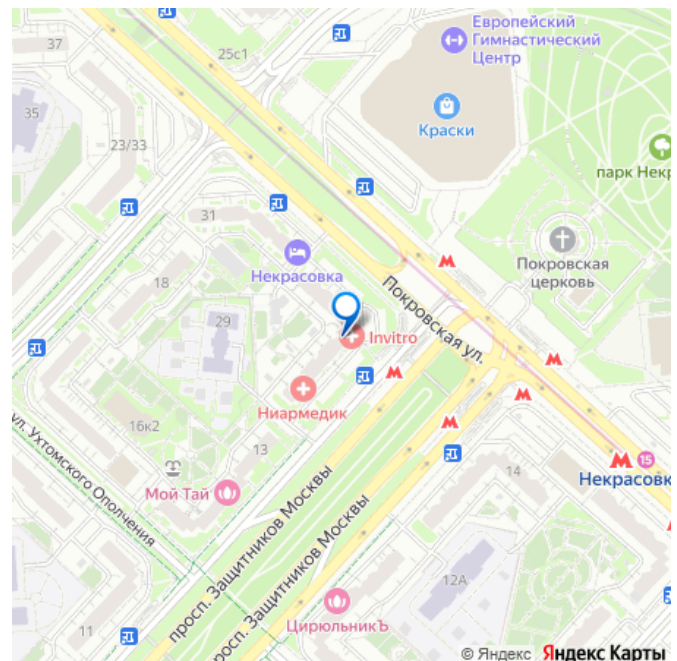 37
25с1
Европейский
Гимнастический
Центр
35
23/33
Краски
парк Некр
31
Некрасовка
Покровская
церковь
18
Покровская ул.
29
Invitro
Ниармедик
16к2
13
ул. Ухтомского Ополчения
Мой Тай
просп. Защитников Москвы
просп. Защитников Москвы
14
15
Некрасовк
12А
ЦирюльникЪ
11
© Яндекс Яндекс Карты